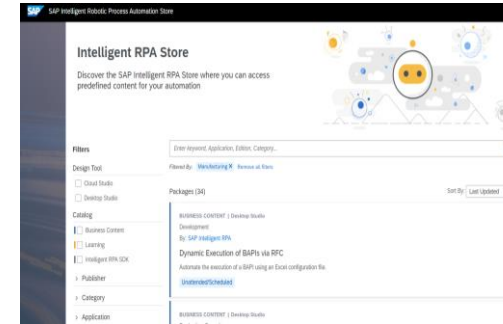 SAP SAP Intelligent Robotic Process Automation Store
Intelligent RPA Store
Discover the SAP Intelligent RPA Store where you can access
predefined content for your automation
Filters
Enter Keyword, Application, Edition, Category...
Filtered By: Manufacturing X Remove all filters
Design Tool
Cloud Studio
Desktop Studio
Packages (34)
Sort By: Last Updated
Catalog
Business Content
Learning
Intelligent RPA SDK
> Publisher
> Category
> Application
BUSINESS CONTENT | Desktop Studio
Development
By: SAP Intelligent RPA
Dynamic Execution of BAPIs via RFC
Automate the execution of a BAPI using an Excel configuration file.
Unattended/Scheduled
BUSINESS CONTENT | Desktop Studio